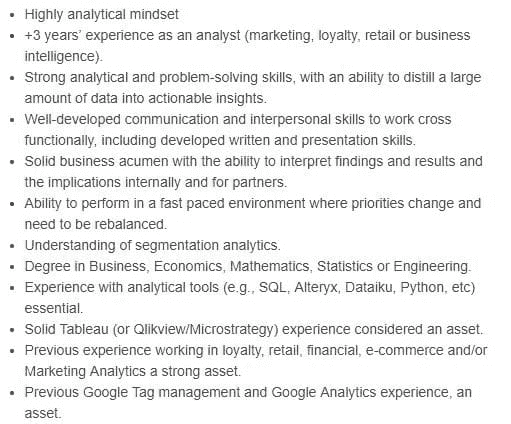 Highly analytical mindset
+3 years’ experience as an analyst (marketing, loyalty, retail or business
intelligence).
Strong analytical and problem-solving skills, with an ability to distill a large
amount of data into actionable insights.
Well-developed communication and interpersonal skills to work cross
functionally, including developed written and presentation skills.
Solid business acumen with the ability to interpret findings and results and
the implications internally and for partners.
Ability to perform in a fast paced environment where priorities change and
need to be rebalanced.
Understanding of segmentation analytics.
Degree in Business, Economics, Mathematics, Statistics or Engineering.
Experience with analytical tools (e.g., SQL, Alteryx, Dataiku, Python, etc)
essential.
Solid Tableau (or Qlikview/Microstrategy) experience considered an asset.
Previous experience working in loyalty, retail, financial, e-commerce and/or
Marketing Analytics a strong asset.
Previous Google Tag management and Google Analytics experience, an
asset.